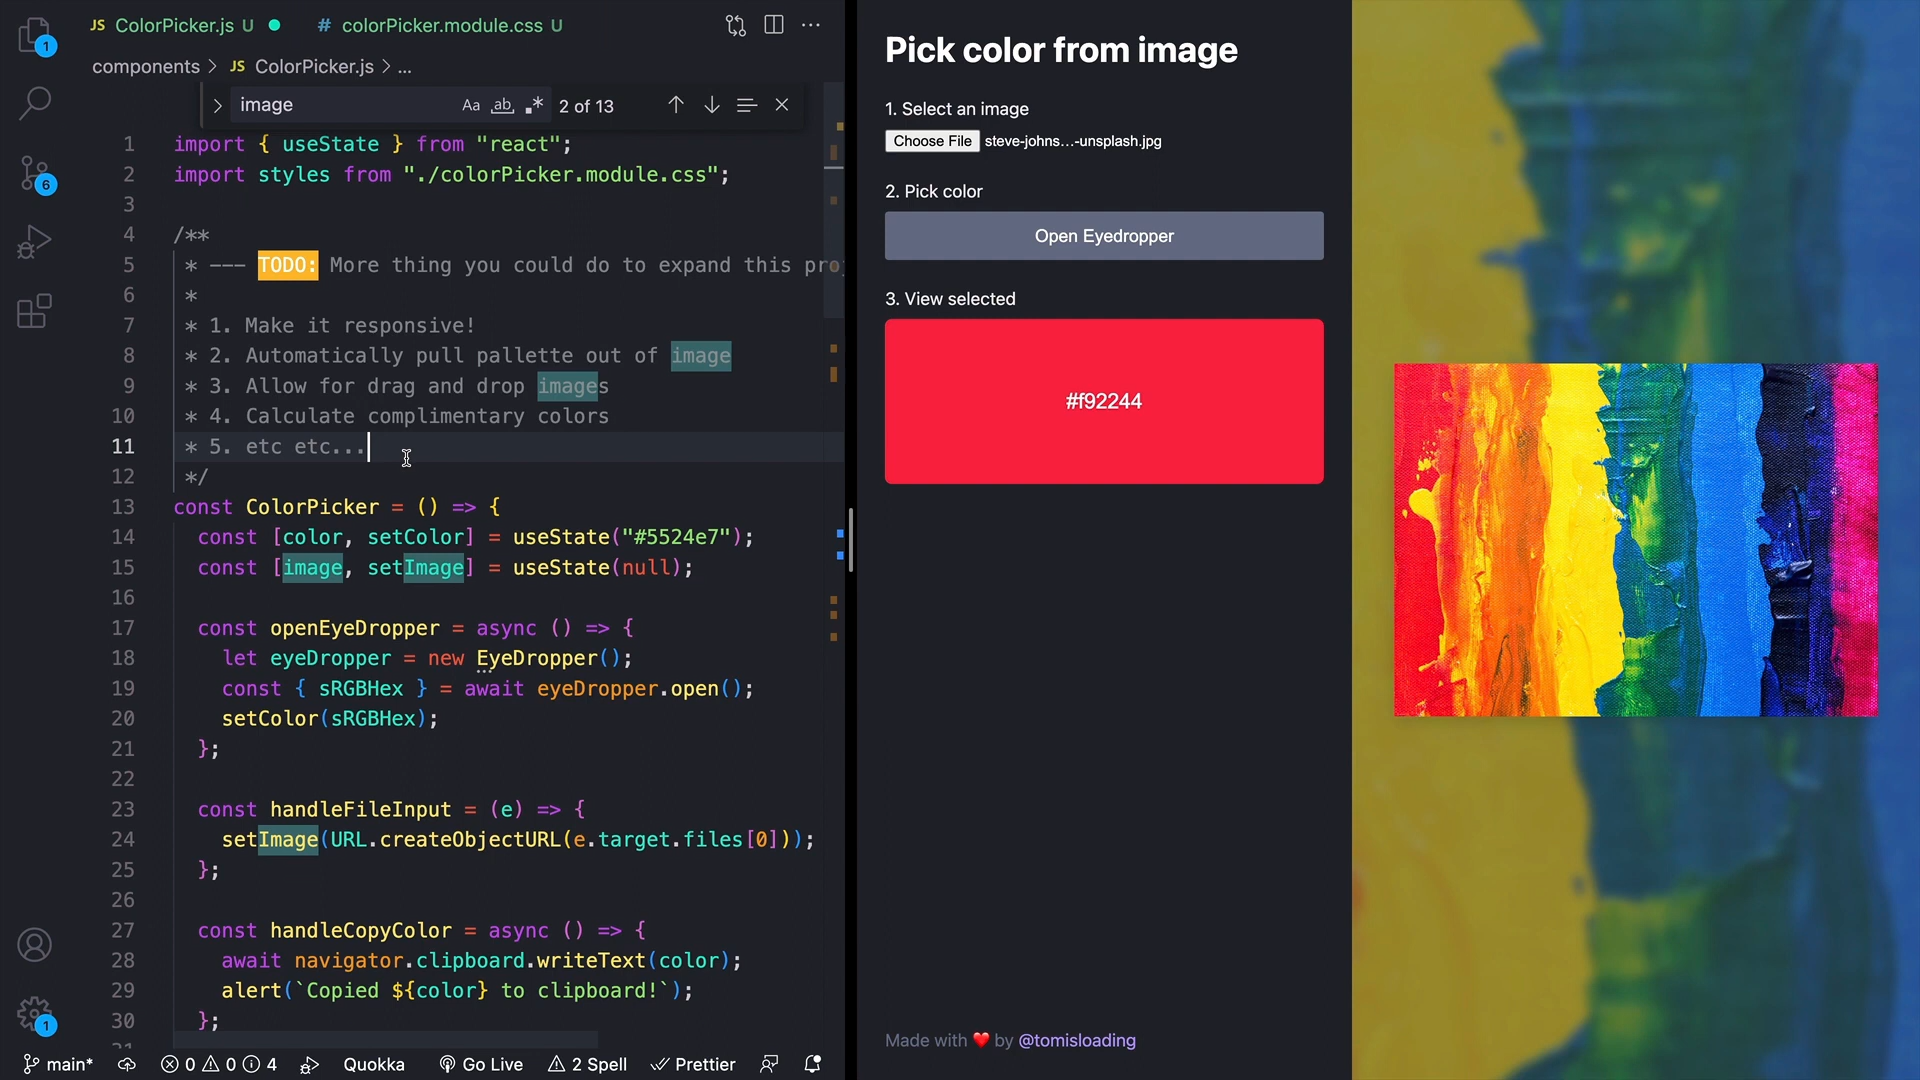 JS ColorPicker.js U
# colorPicker.module.css U
components > JS ColorPicker.js > ...
image
Aa ab .* 2 of 13
1 import { useState } from "react";
2 import styles from "./colorPicker.module.css";
3
4 /**
5 * --- TODO: More thing you could do to expand this pro
6 *
7 * 1. Make it responsive!
8 * 2. Automatically pull pallette out of image
9 * 3. Allow for drag and drop images
10 * 4. Calculate complimentary colors
11 * 5. etc etc...
12 */
13 const ColorPicker = () => {
14 const [color, setColor] = useState("#5524e7");
15 const [image, setImage] = useState(null);
16
17 const openEyeDropper = async () => {
18 let eyeDropper = new EyeDropper();
19 const { sRGBHex } = await eyeDropper.open();
20 setColor(sRGBHex);
21 };
22
23 const handleFileInput = (e) => {
24 setImage(URL.createObjectURL(e.target.files[0]));
25 };
26
27 const handleCopyColor = async () => {
28 await navigator.clipboard.writeText(color);
29 alert(`Copied ${color} to clipboard!`);
30 };
1
6
1
main* 0 0 4 Quokka Go Live 2 Spell Prettier
Pick color from image
1. Select an image
Choose File steve-johns...-unsplash.jpg
2. Pick color
Open Eyedropper
3. View selected
#f92244
Made with ❤️ by @tomisloading